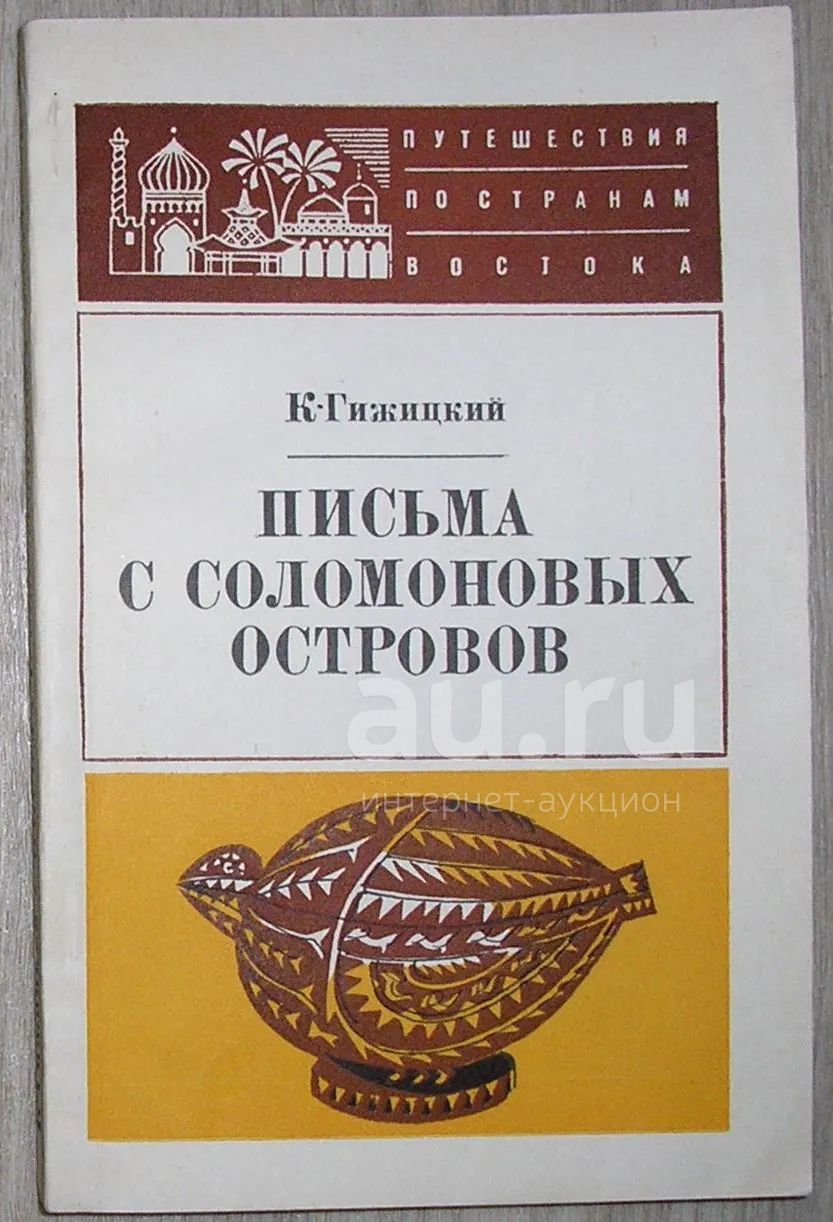 ПУТЕШЕСТВИЯ
ПО СТРАНАМ
ВОСТОКА
К·Гижицкий
ПИСЬМА
С СОЛОМОНОВЫХ
ОСТРОВОВ
au.ru
интернет-аукцион